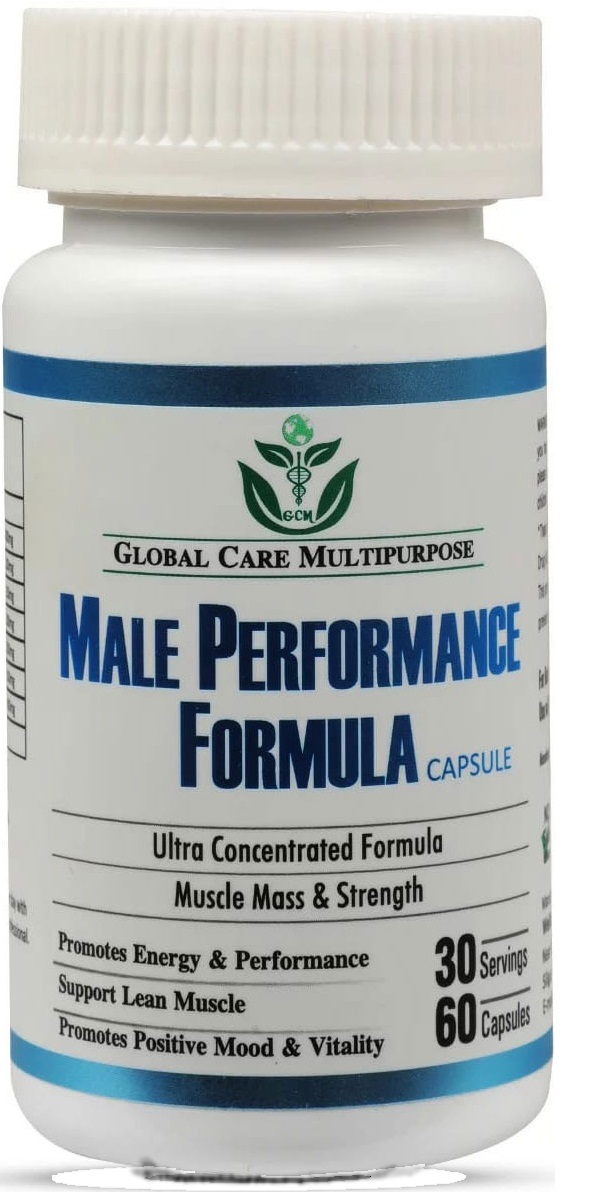 GCM
GLOBAL CARE MULTIPURPOSE
MALE PERFORMANCE
FORMULA CAPSULE
Ultra Concentrated Formula
Muscle Mass & Strength
Promotes Energy & Performance
Support Lean Muscle
Promotes Positive Mood & Vitality
30 Servings
60 Capsules